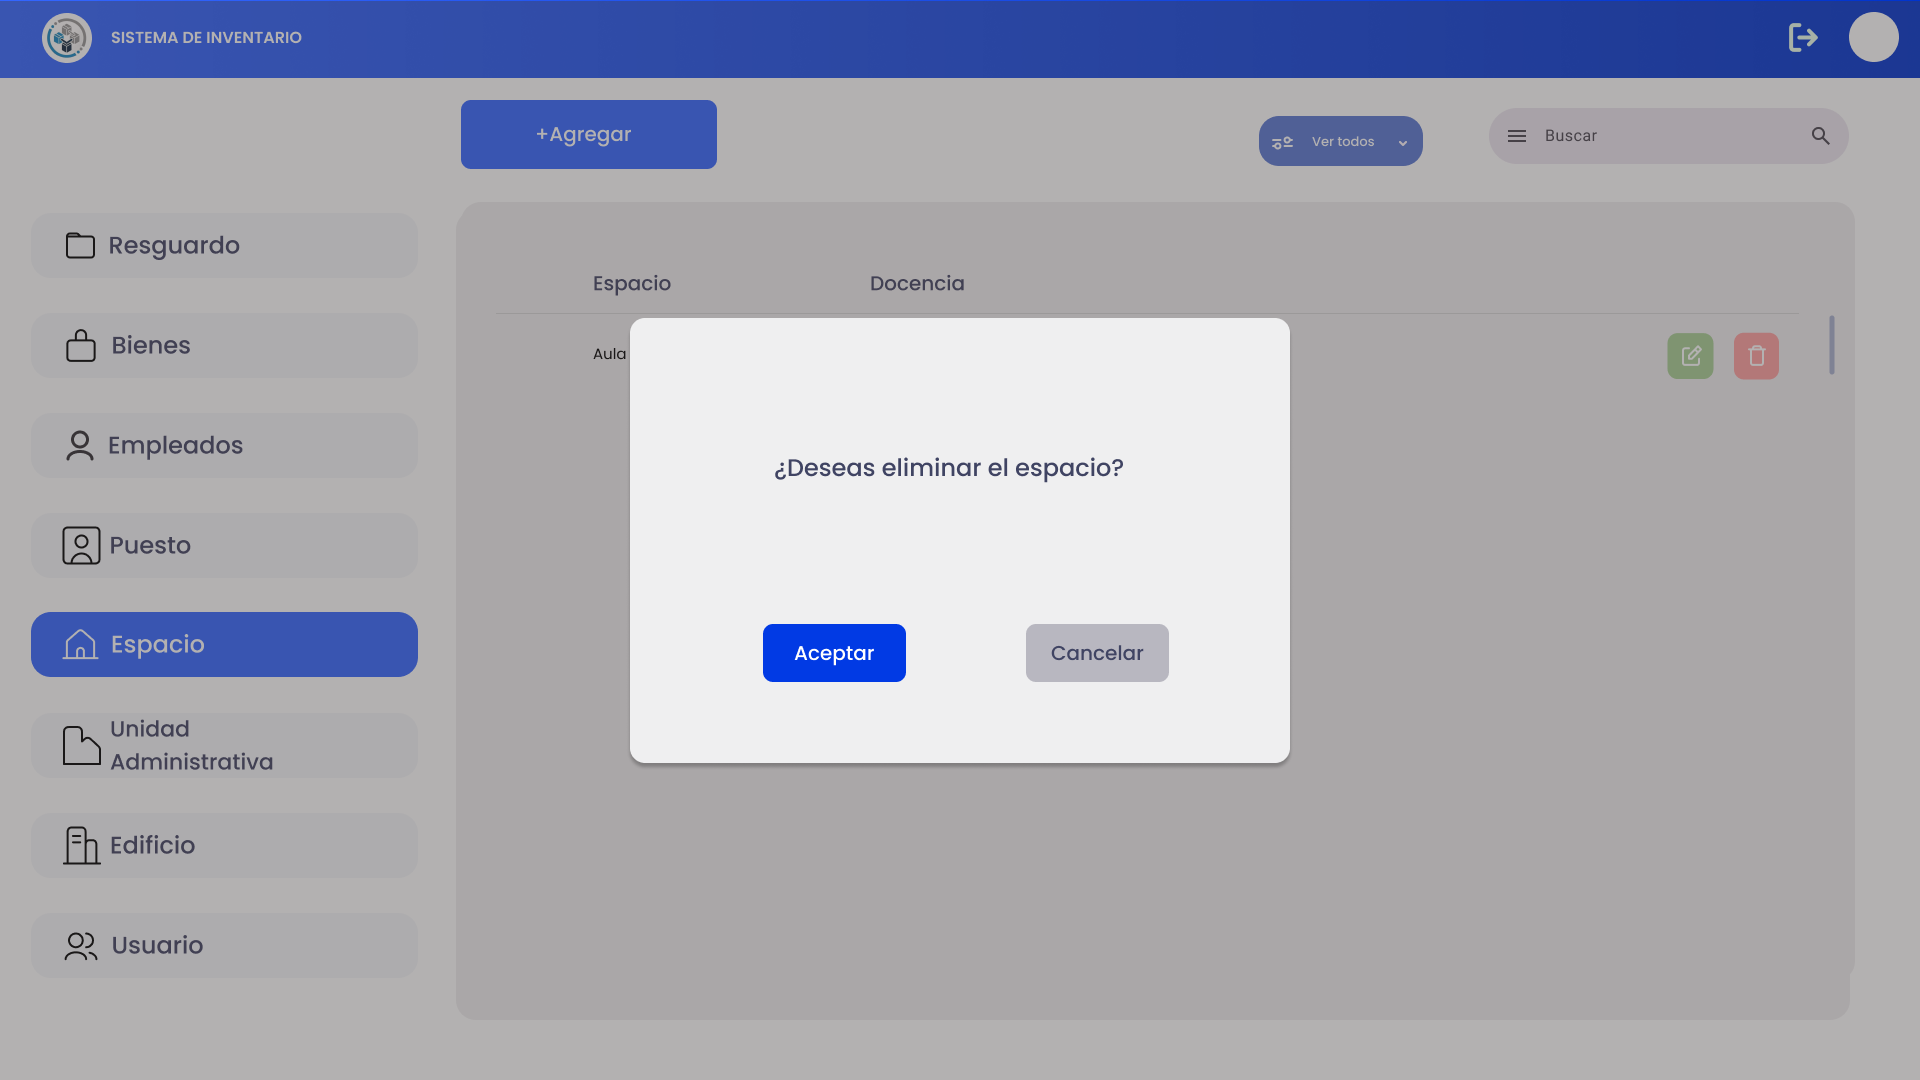 SISTEMA DE INVENTARIO
+Agregar
Ver todos
Buscar
Resguardo
Bienes
Empleados
Puesto
Espacio
Unidad
Administrativa
Edificio
Usuario
Espacio Docencia
Aula
¿Deseas eliminar el espacio?
Aceptar
Cancelar